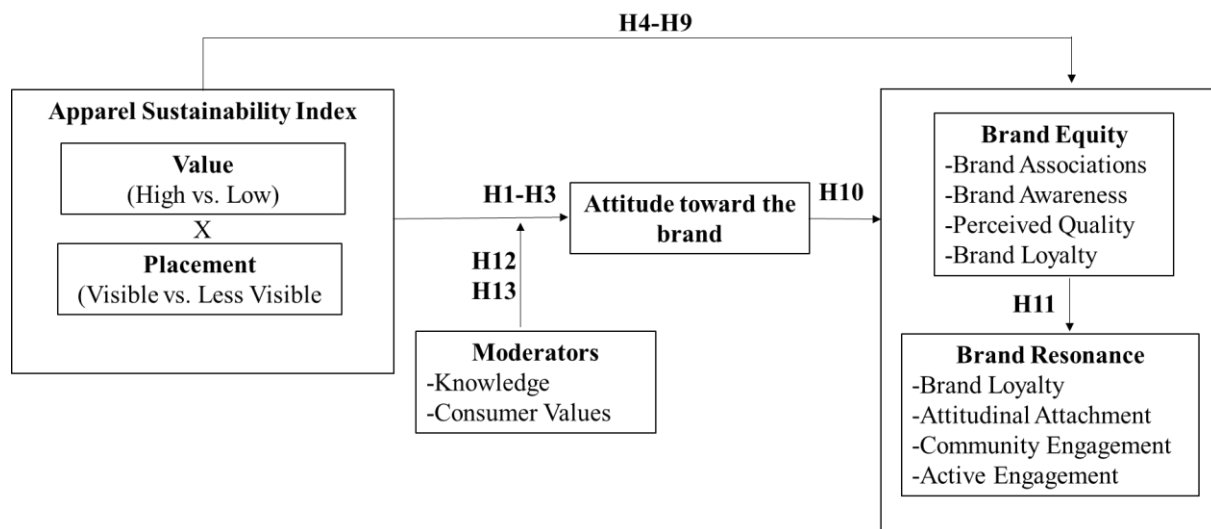 H4-H9
Apparel Sustainability Index
Value
(High vs. Low)
X
Placement
(Visible vs. Less Visible
H1-H3
H12
H13
Moderators
-Knowledge
-Consumer Values
Attitude toward the
brand
H10
Brand Equity
-Brand Associations
-Brand Awareness
-Perceived Quality
-Brand Loyalty
H11
Brand Resonance
-Brand Loyalty
-Attitudinal Attachment
-Community Engagement
-Active Engagement